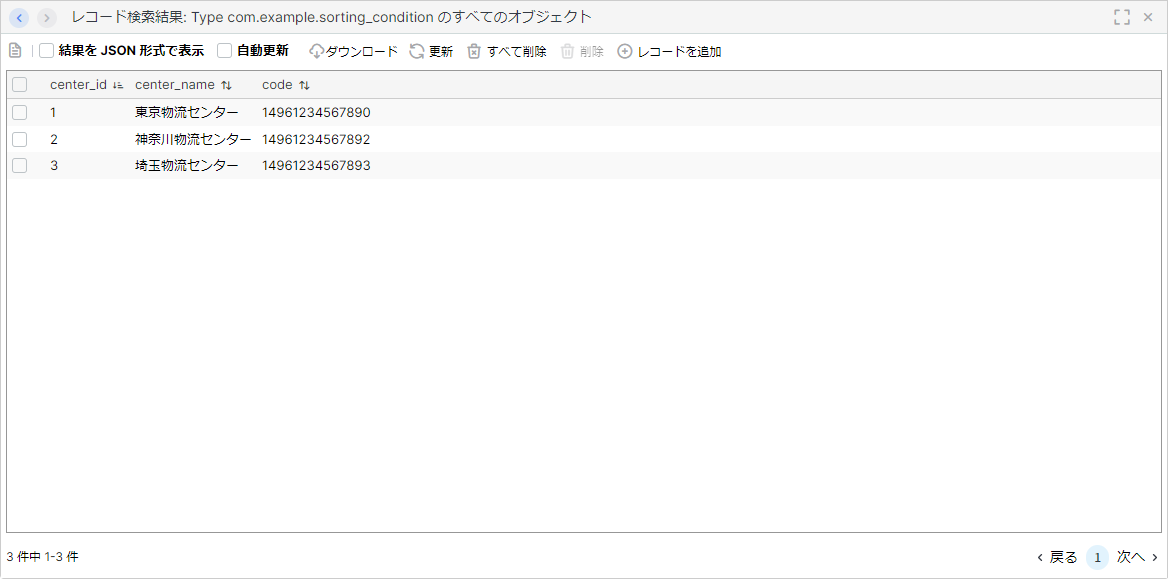 レコード検索結果: Type com.example.sorting_condition のすべてのオブジェクト
結果を JSON 形式で表示 自動更新 ダウンロード 更新 すべて削除 削除 レコードを追加
center_id center_name code
1 東京物流センター 14961234567890
2 神奈川物流センター 14961234567892
3 埼玉物流センター 14961234567893
3 件中 1-3 件 戻る 1 次へ